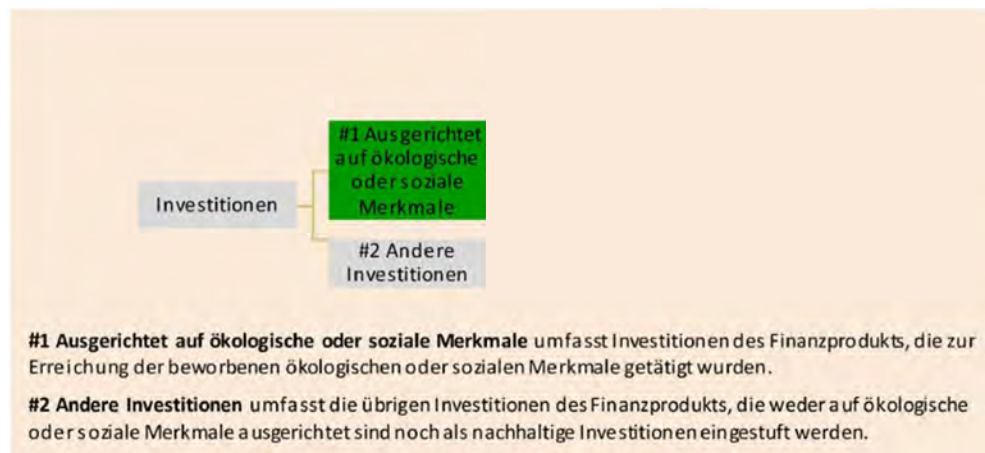 #1 Ausgerichtet
auf ökologische
oder soziale
Merkmale
Investitionen
#2 Andere
Investitionen
#1 Ausgerichtet auf ökologische oder soziale Merkmale umfasst Investitionen des Finanzprodukts, die zur
Erreichung der beworbenen ökologischen oder sozialen Merkmale getätigt wurden.
#2 Andere Investitionen umfasst die übrigen Investitionen des Finanzprodukts, die weder auf ökologische
oder soziale Merkmale ausgerichtet sind noch als nachhaltige Investitionen eingestuft werden.